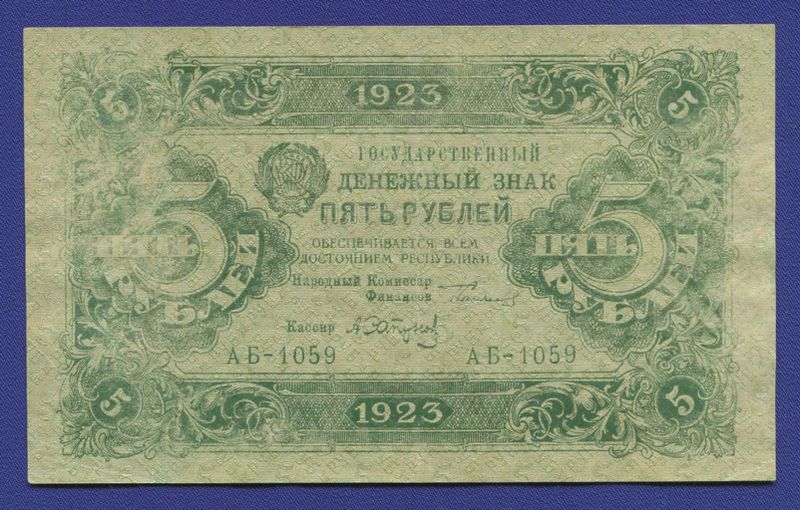 5 1923 5
ГОСУДАРСТВЕННЫЙ
ДЕНЕЖНЫЙ ЗНАК
ПЯТЬ РУБЛЕЙ
5 ПЯТЬ РУБЛЕЙ
5 ПЯТЬ РУБЛЕЙ
ОБЕСПЕЧИВАЕТСЯ ВСЕМ
ДОСТОЯНИЕМ РЕСПУБЛИКИ
Народный Комиссар
Финансов
Кассир
АБ-1059 АБ-1059
5 1923 5